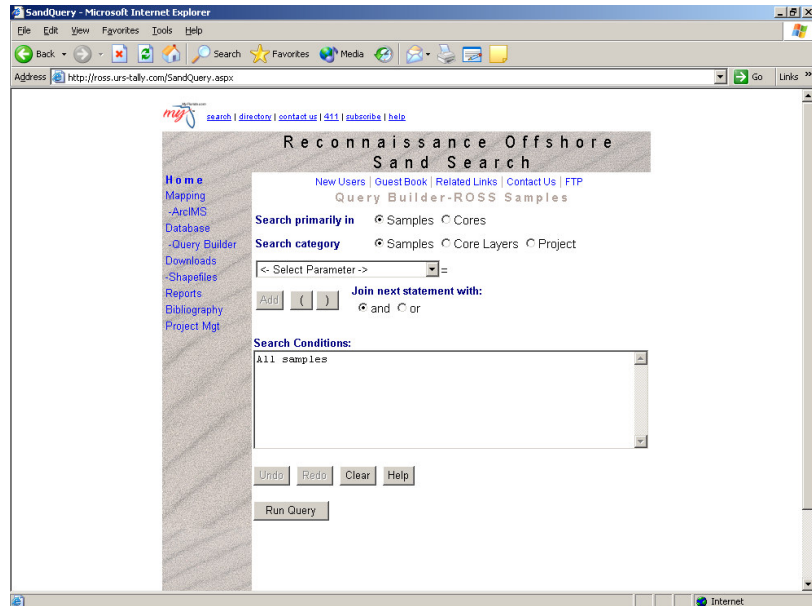 SandQuery - Microsoft Internet Explorer
File Edit View Favorites Tools Help
Back Search Favorites Media
Address http://ross.urs-tally.com/SandQuery.aspx Go Links »
my search | directory | contact us | 411 | subscribe | help
Reconnaissance Offshore
Sand Search
Home
Mapping
-ArcIMS
Database
-Query Builder
Downloads
-Shapefiles
Reports
Bibliography
Project Mgt
New Users | Guest Book | Related Links | Contact Us | FTP
Query Builder-ROSS Samples
Search primarily in Samples Cores
Search category Samples Core Layers Project
<- Select Parameter -> =
Add ( ) Join next statement with:
and or
Search Conditions:
All samples
Undo Redo Clear Help
Run Query
Internet